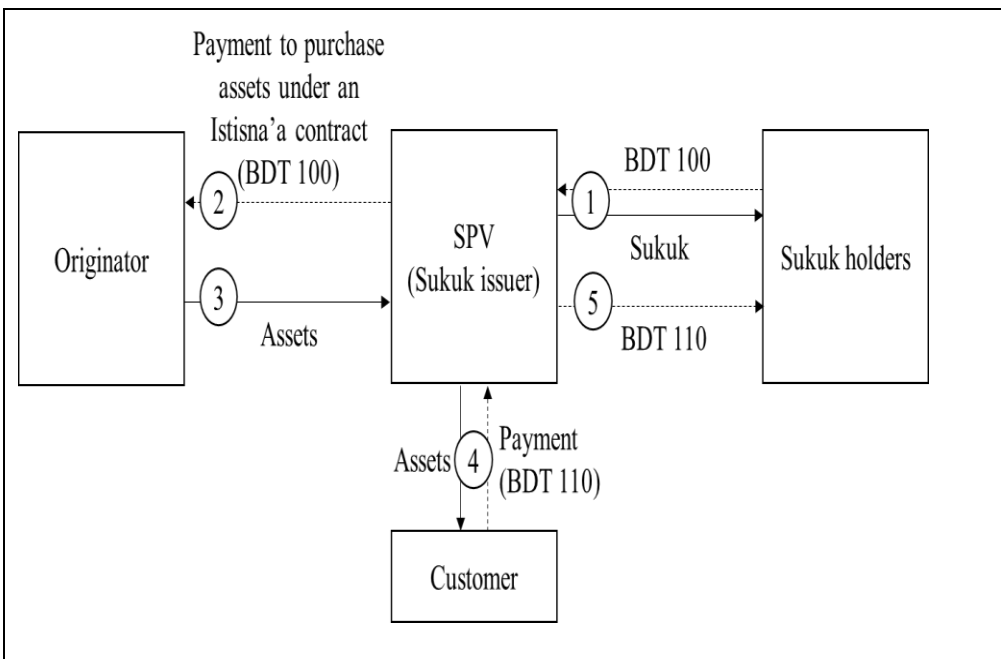 Payment to purchase
assets under an
Istisna’a contract
(BDT 100)
2
Originator
3
Assets
SPV
(Sukuk issuer)
BDT 100
1
Sukuk
5
BDT 110
Sukuk holders
Assets
4
Payment
(BDT 110)
Customer